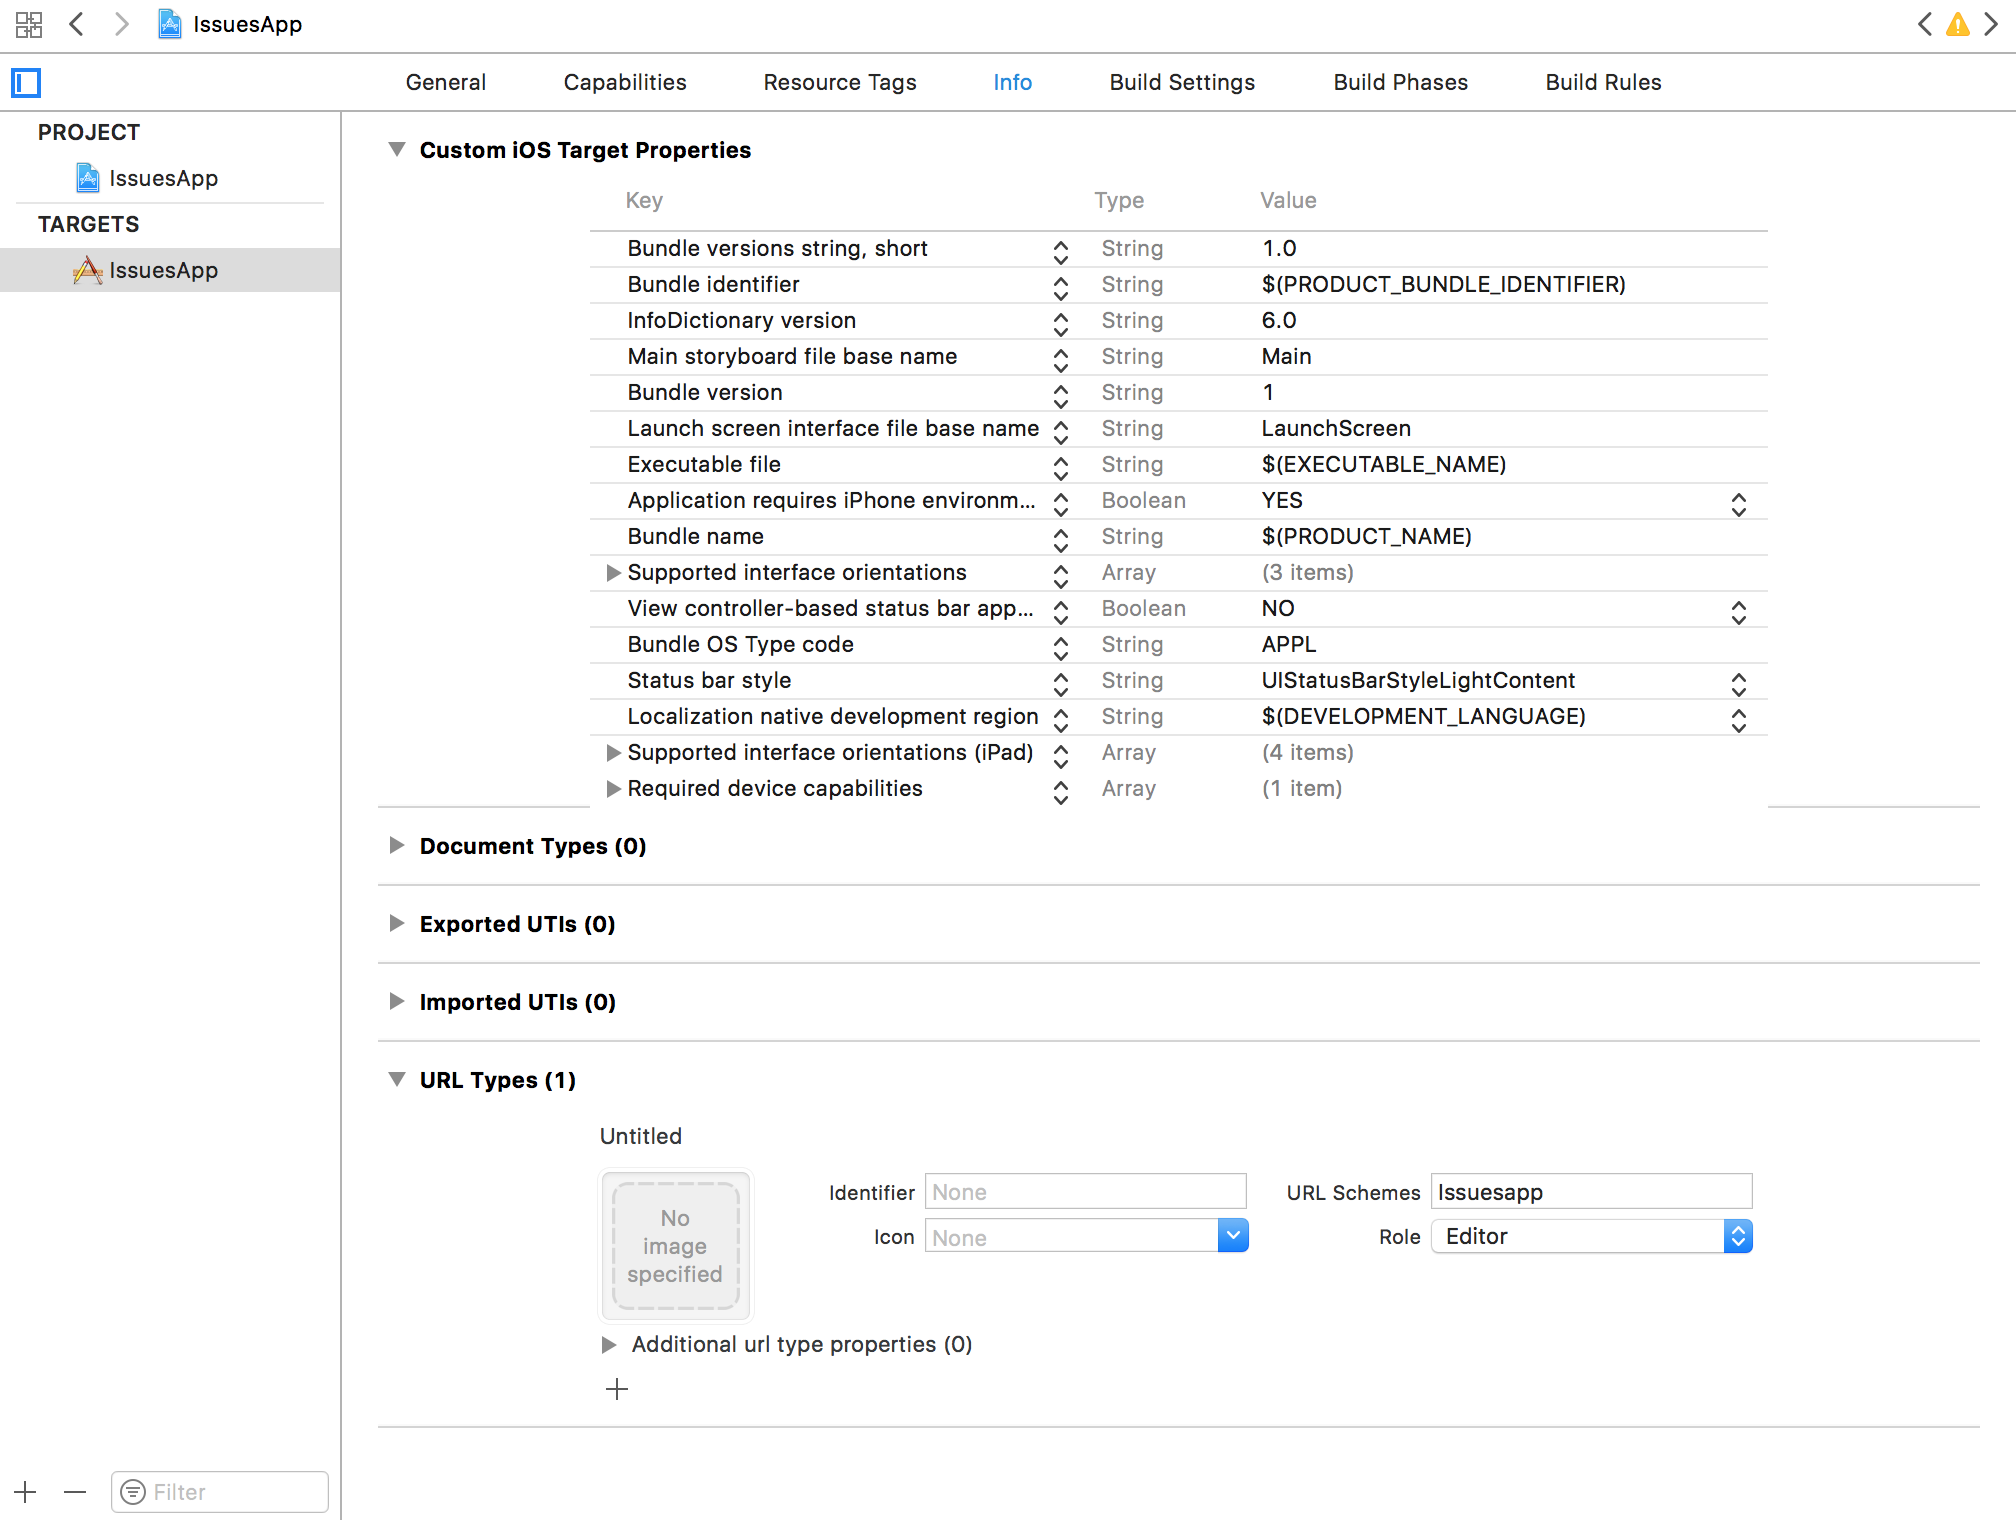 IssuesApp
General Capabilities Resource Tags Info Build Settings Build Phases Build Rules
PROJECT
IssuesApp
TARGETS
IssuesApp
Custom iOS Target Properties
Key Type Value
Bundle versions string, short String 1.0
Bundle identifier String $(PRODUCT_BUNDLE_IDENTIFIER)
InfoDictionary version String 6.0
Main storyboard file base name String Main
Bundle version String 1
Launch screen interface file base name String LaunchScreen
Executable file String $(EXECUTABLE_NAME)
Application requires iPhone environm... Boolean YES
Bundle name String $(PRODUCT_NAME)
Supported interface orientations Array (3 items)
View controller-based status bar app... Boolean NO
Bundle OS Type code String APPL
Status bar style String UIStatusBarStyleLightContent
Localization native development region String $(DEVELOPMENT_LANGUAGE)
Supported interface orientations (iPad) Array (4 items)
Required device capabilities Array (1 item)
Document Types (0)
Exported UTIs (0)
Imported UTIs (0)
URL Types (1)
Untitled
No
image
specified
Identifier None URL Schemes Issuesapp
Icon None Role Editor
Additional url type properties (0)
Filter